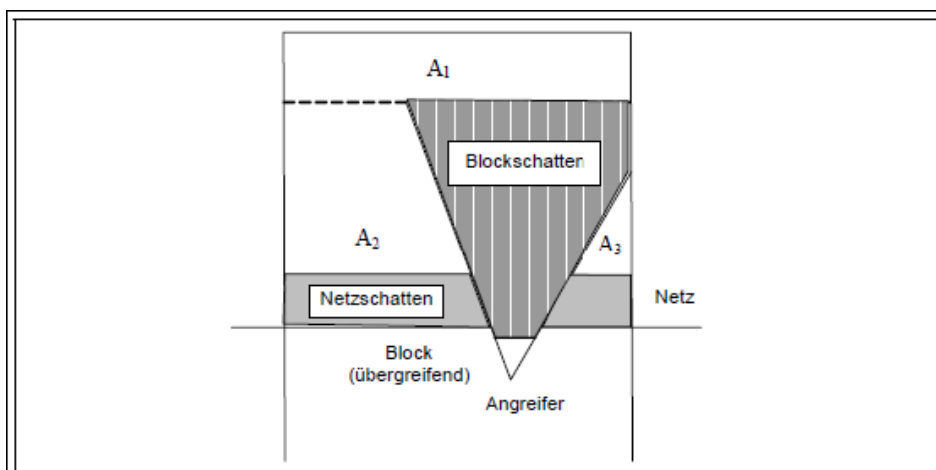 A₁
Blockschatten
A₂
A₃
Netzschatten
Netz
Block
(übergreifend)
Angreifer